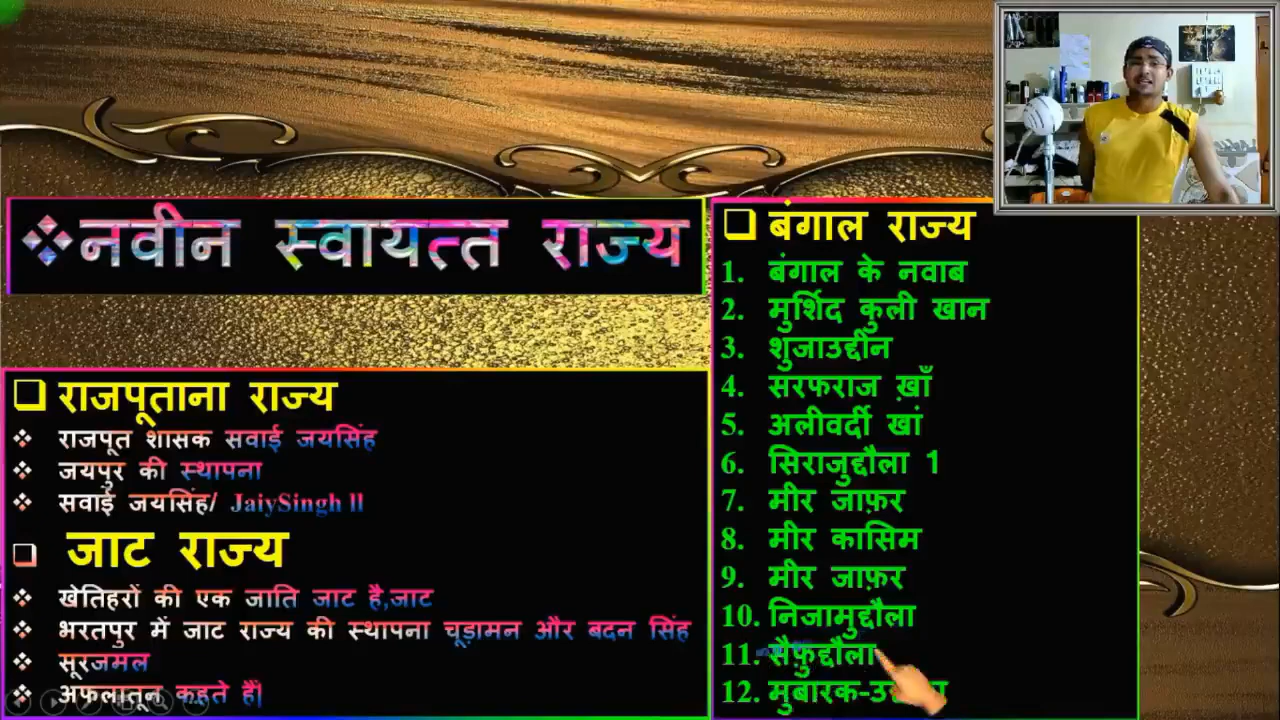 ❖नवीन स्वायत्त राज्य
❑ राजपूताना राज्य
❖ राजपूत शासक सवाई जयसिंह
❖ जयपुर की स्थापना
❖ सवाई जयसिंह/ JaiySingh ll
❑ जाट राज्य
❖ खेतिहरों की एक जाति जाट है,जाट
❖ भरतपुर में जाट राज्य की स्थापना चूड़ामन और बदन सिंह
❖ सूरजमल
❖ अफलातून कहते हैं
❑ बंगाल राज्य
1. बंगाल के नवाब
2. मुर्शिद कुली खान
3. शुजाउद्दीन
4. सरफराज ख़ाँ
5. अलीवर्दी खां
6. सिराजुद्दौला 1
7. मीर जाफ़र
8. मीर कासिम
9. मीर जाफ़र
10. निजामुद्दौला
11. सैफ़ुद्दौला
12. मुबारक-